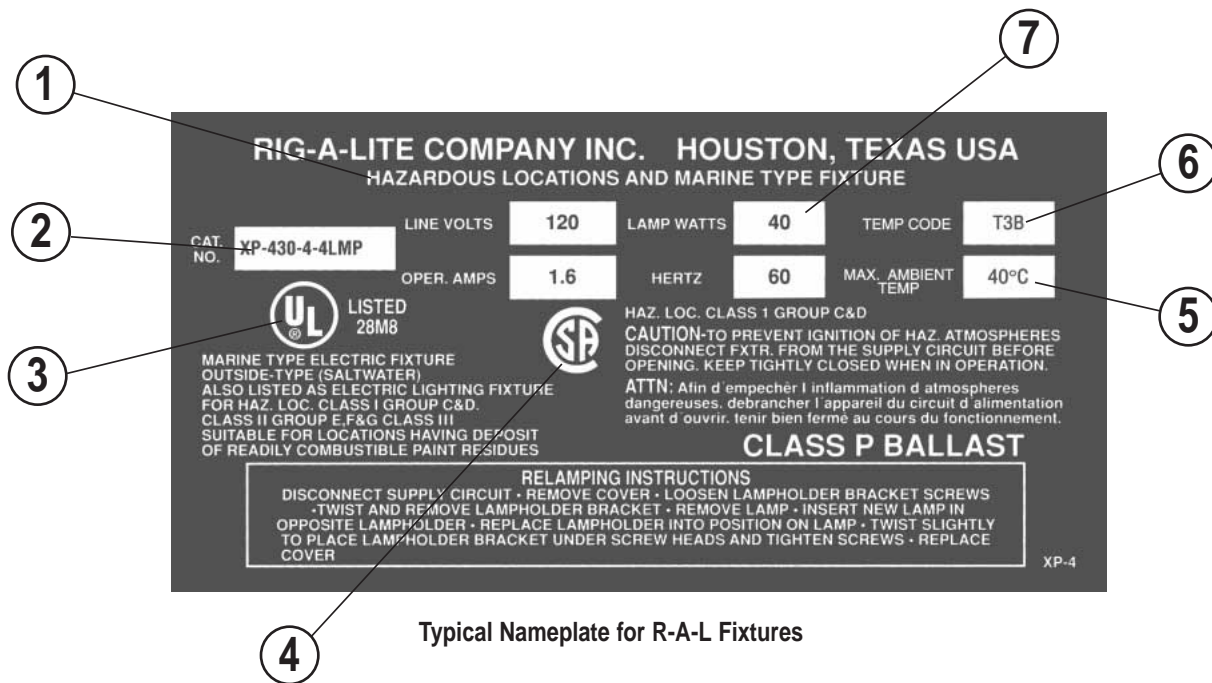 7
1
RIG-A-LITE COMPANY INC. HOUSTON, TEXAS USA
6
HAZARDOUS LOCATIONS AND MARINE TYPE FIXTURE
2
CAT. NO. XP-430-4-4LMP
LINE VOLTS 120 LAMP WATTS 40 TEMP CODE T3B
OPER. AMPS 1.6 HERTZ 60 MAX. AMBIENT TEMP 40°C
5
3
UL ® LISTED
28M8
MARINE TYPE ELECTRIC FIXTURE
OUTSIDE-TYPE (SALTWATER)
ALSO LISTED AS ELECTRIC LIGHTING FIXTURE
FOR HAZ. LOC. CLASS I GROUP C&D.
CLASS II GROUP E,F&G CLASS III
SUITABLE FOR LOCATIONS HAVING DEPOSIT
OF READILY COMBUSTIBLE PAINT RESIDUES
SA
HAZ. LOC. CLASS 1 GROUP C&D
CAUTION-TO PREVENT IGNITION OF HAZ. ATMOSPHERES
DISCONNECT FXTR. FROM THE SUPPLY CIRCUIT BEFORE
OPENING. KEEP TIGHTLY CLOSED WHEN IN OPERATION.
ATTN: Afin d'empechèr l inflammation d atmospheres
dangereuses. debrancher l'appareil du circuit d'alimentation
avant d'ouvrir. tenir bien fermé au cours du fonctionnement.
CLASS P BALLAST
RELAMPING INSTRUCTIONS
DISCONNECT SUPPLY CIRCUIT • REMOVE COVER • LOOSEN LAMPHOLDER BRACKET SCREWS
•TWIST AND REMOVE LAMPHOLDER BRACKET • REMOVE LAMP • INSERT NEW LAMP IN
OPPOSITE LAMPHOLDER • REPLACE LAMPHOLDER INTO POSITION ON LAMP • TWIST SLIGHTLY
TO PLACE LAMPHOLDER BRACKET UNDER SCREW HEADS AND TIGHTEN SCREWS • REPLACE
COVER
XP-4
Typical Nameplate for R-A-L Fixtures
4